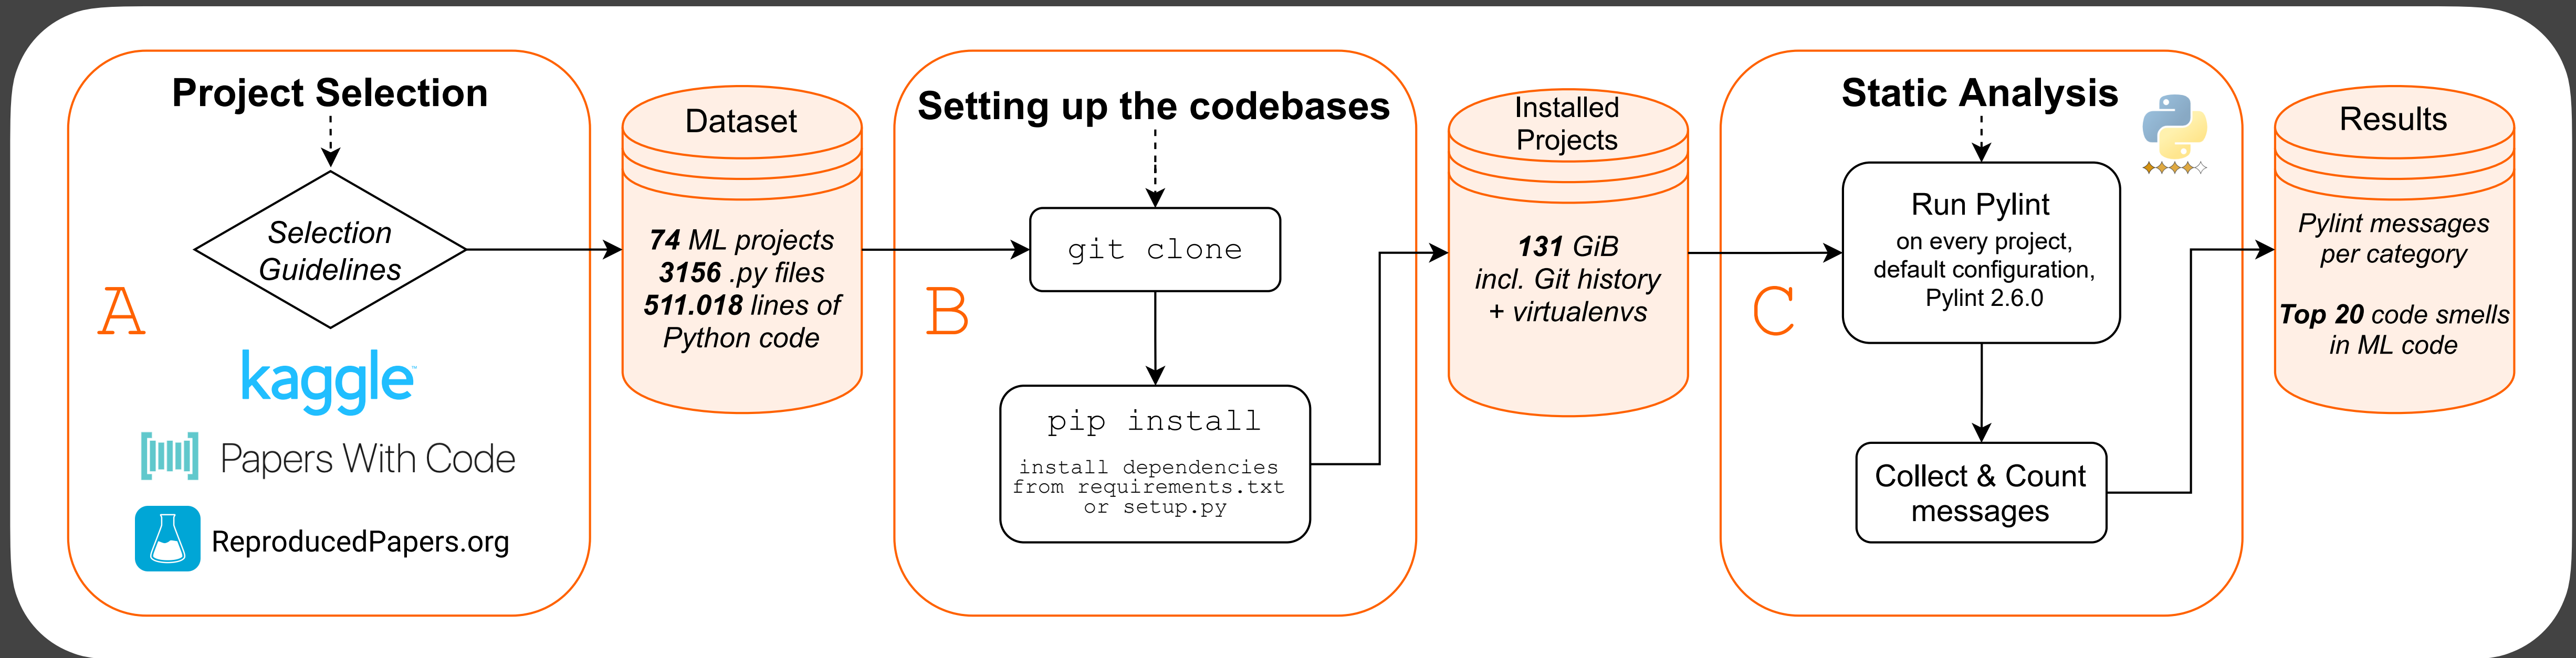 Project Selection
Selection
Guidelines
A
kaggle™
Papers With Code
ReproducedPapers.org
Dataset
74 ML projects
3156 .py files
511.018 lines of
Python code
Setting up the codebases
git clone
B
pip install
install dependencies
from requirements.txt
or setup.py
Installed
Projects
131 GiB
incl. Git history
+ virtualenvs
Static Analysis
Run Pylint
on every project,
default configuration,
Pylint 2.6.0
C
Collect & Count
messages
Results
Pylint messages
per category
Top 20 code smells
in ML code